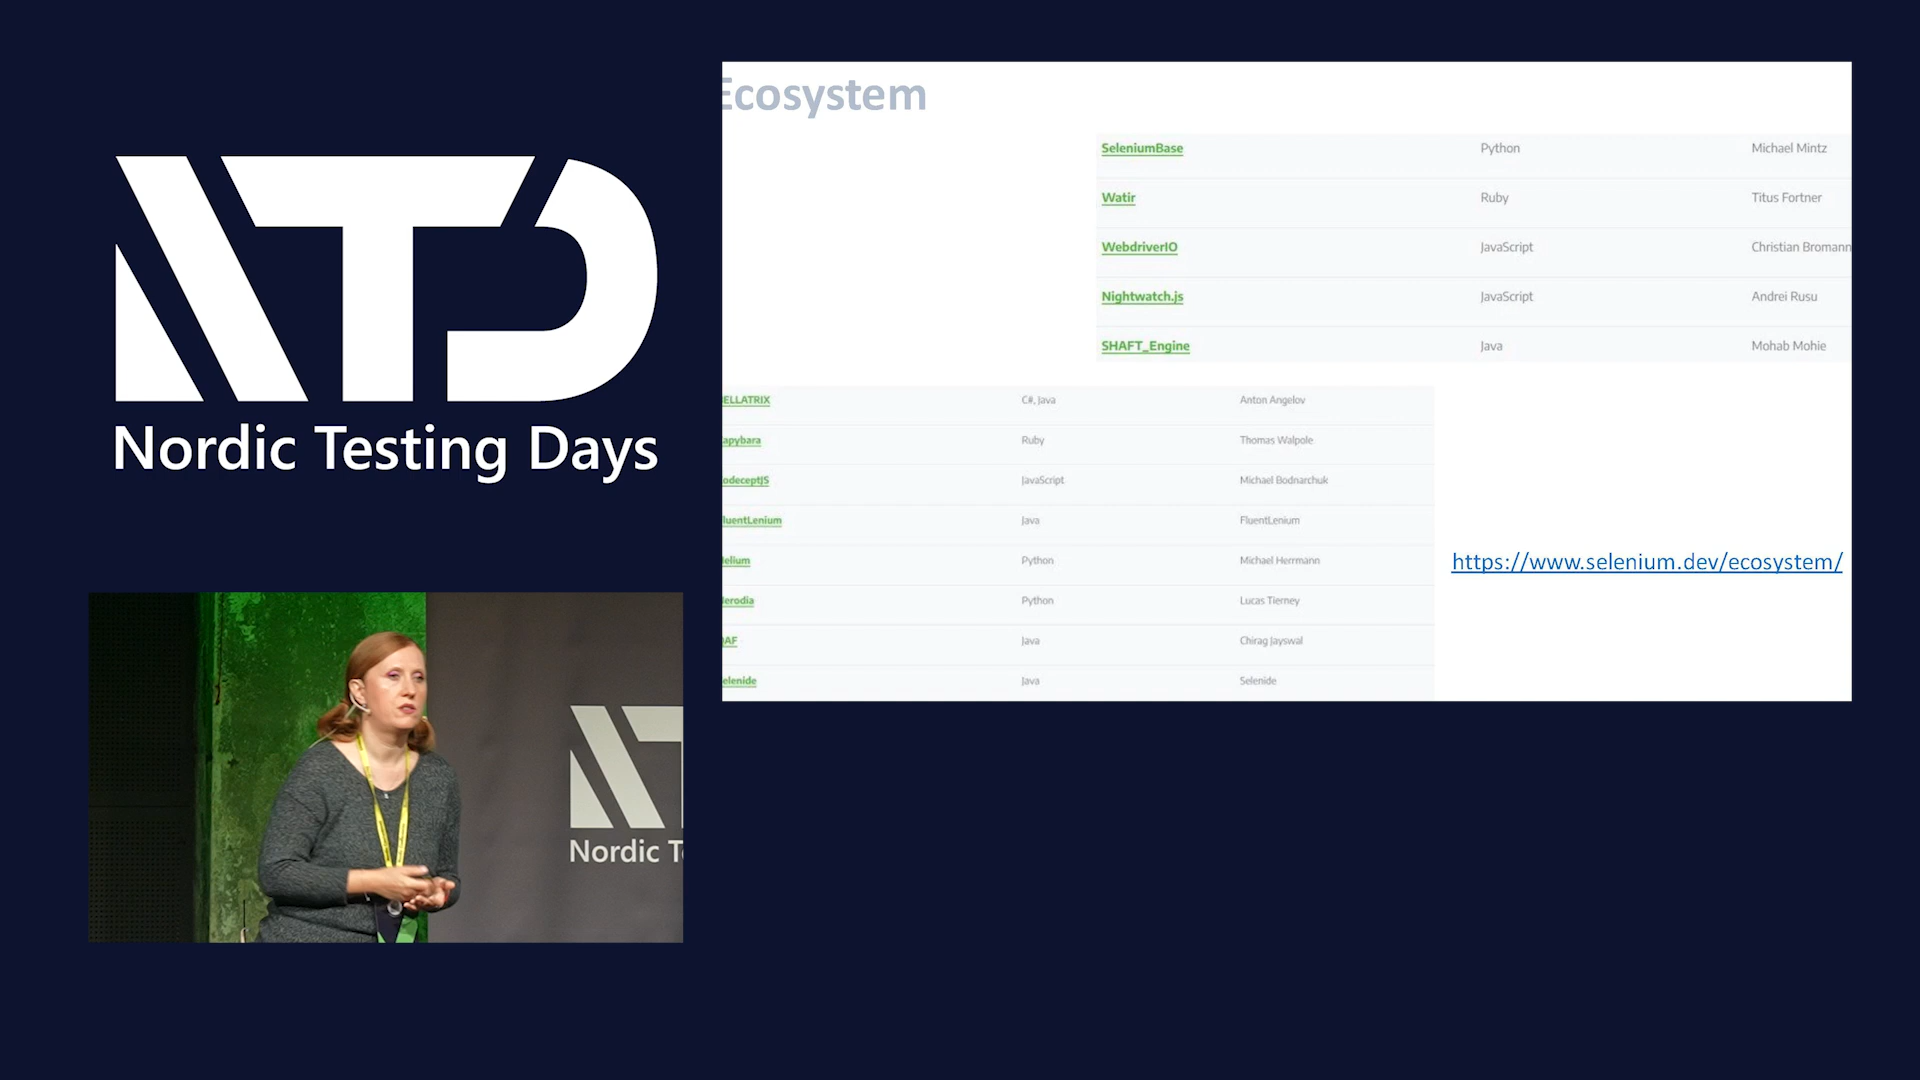 Nordic Testing Days
Ecosystem
SeleniumBase Python Michael Mintz
Watir Ruby Titus Fortner
WebdriverIO JavaScript Christian Bromann
Nightwatch.js JavaScript Andrei Rusu
SHAFT_Engine Java Mohab Mohie
ELLATRIX C#, Java Anton Angelov
apybara Ruby Thomas Walpole
odeceptJS JavaScript Michael Bodnarchuk
luentLenium Java FluentLenium
elium Python Michael Herrmann
erodia Python Lucas Tierney
AF Java Chirag Jayswal
elenide Java Selenide
https://www.selenium.dev/ecosystem/
Nordic T